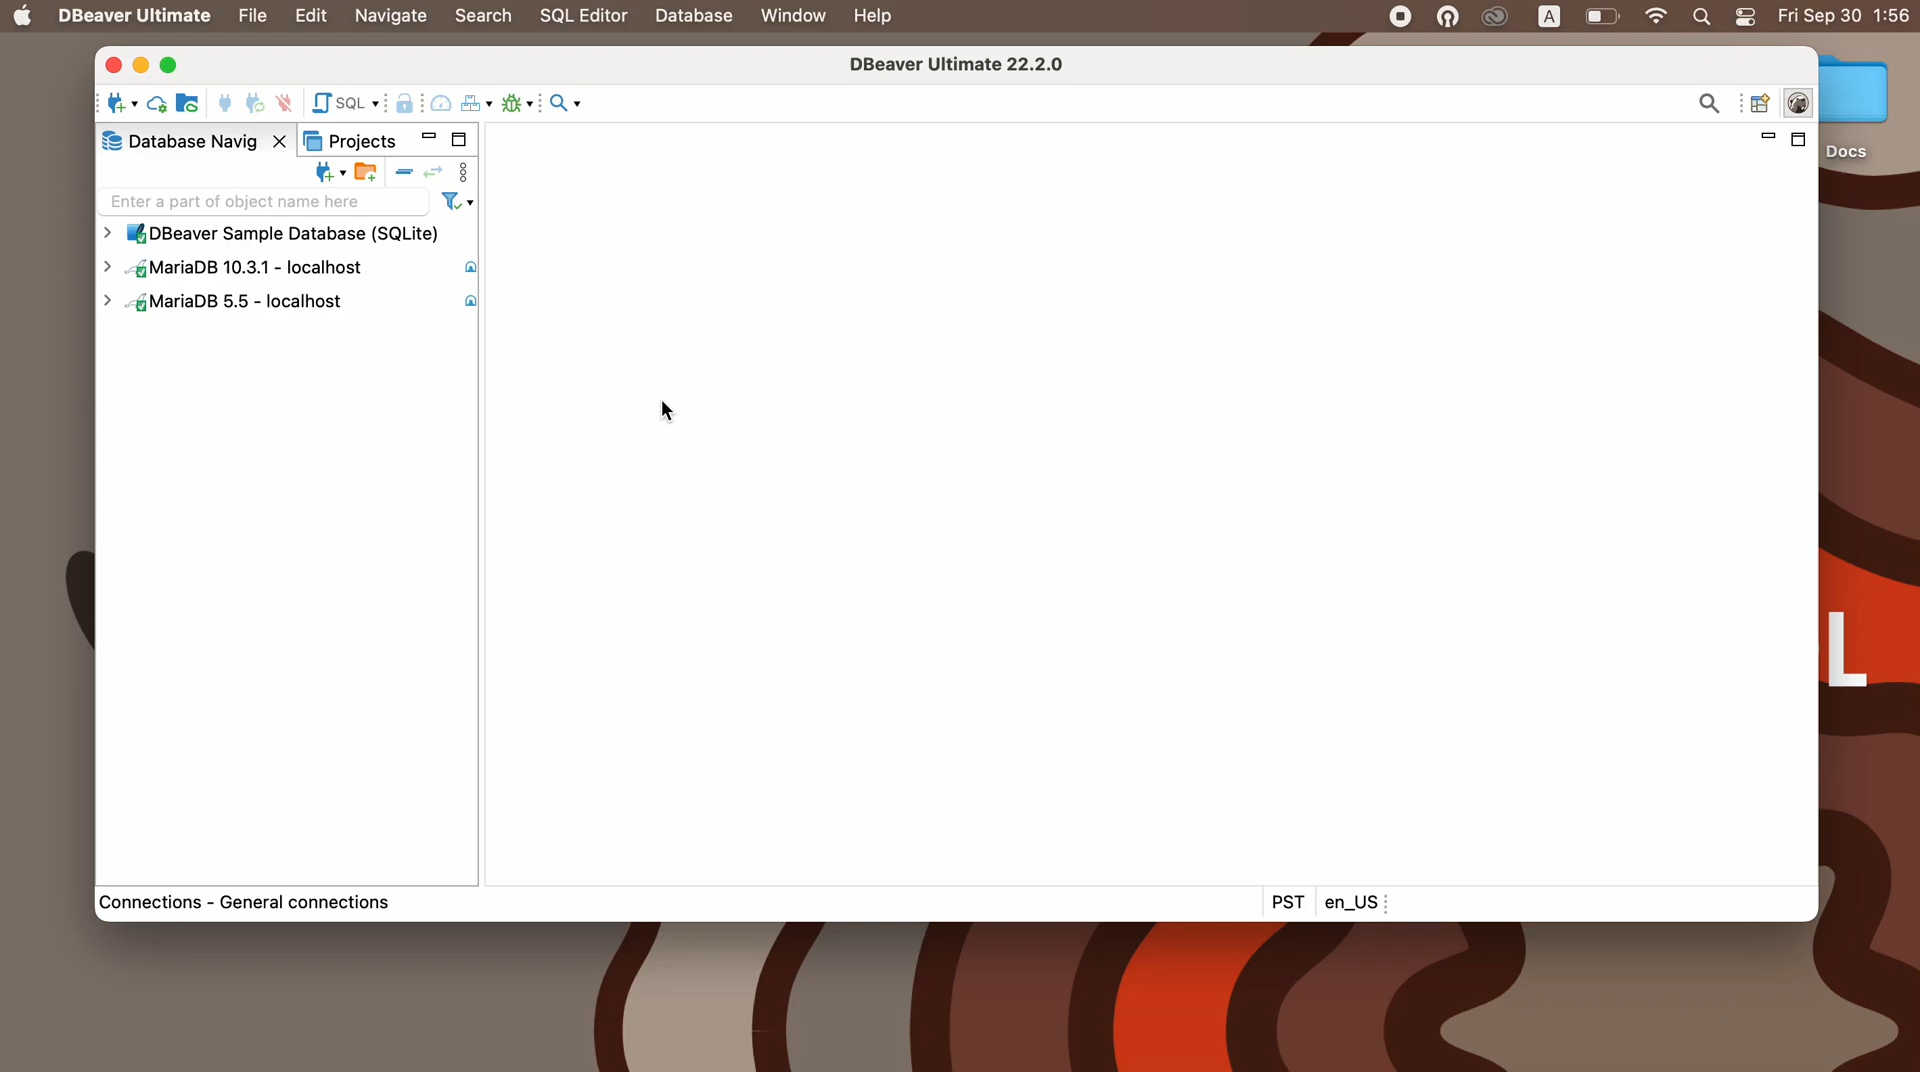 DBeaver Ultimate File Edit Navigate Search SQL Editor Database Window Help A Fri Sep 30 1:56
DBeaver Ultimate 22.2.0
SQL
Database Navig Projects
Docs
Enter a part of object name here
DBeaver Sample Database (SQLite)
MariaDB 10.3.1 - localhost
MariaDB 5.5 - localhost
L
Connections - General connections PST en_US